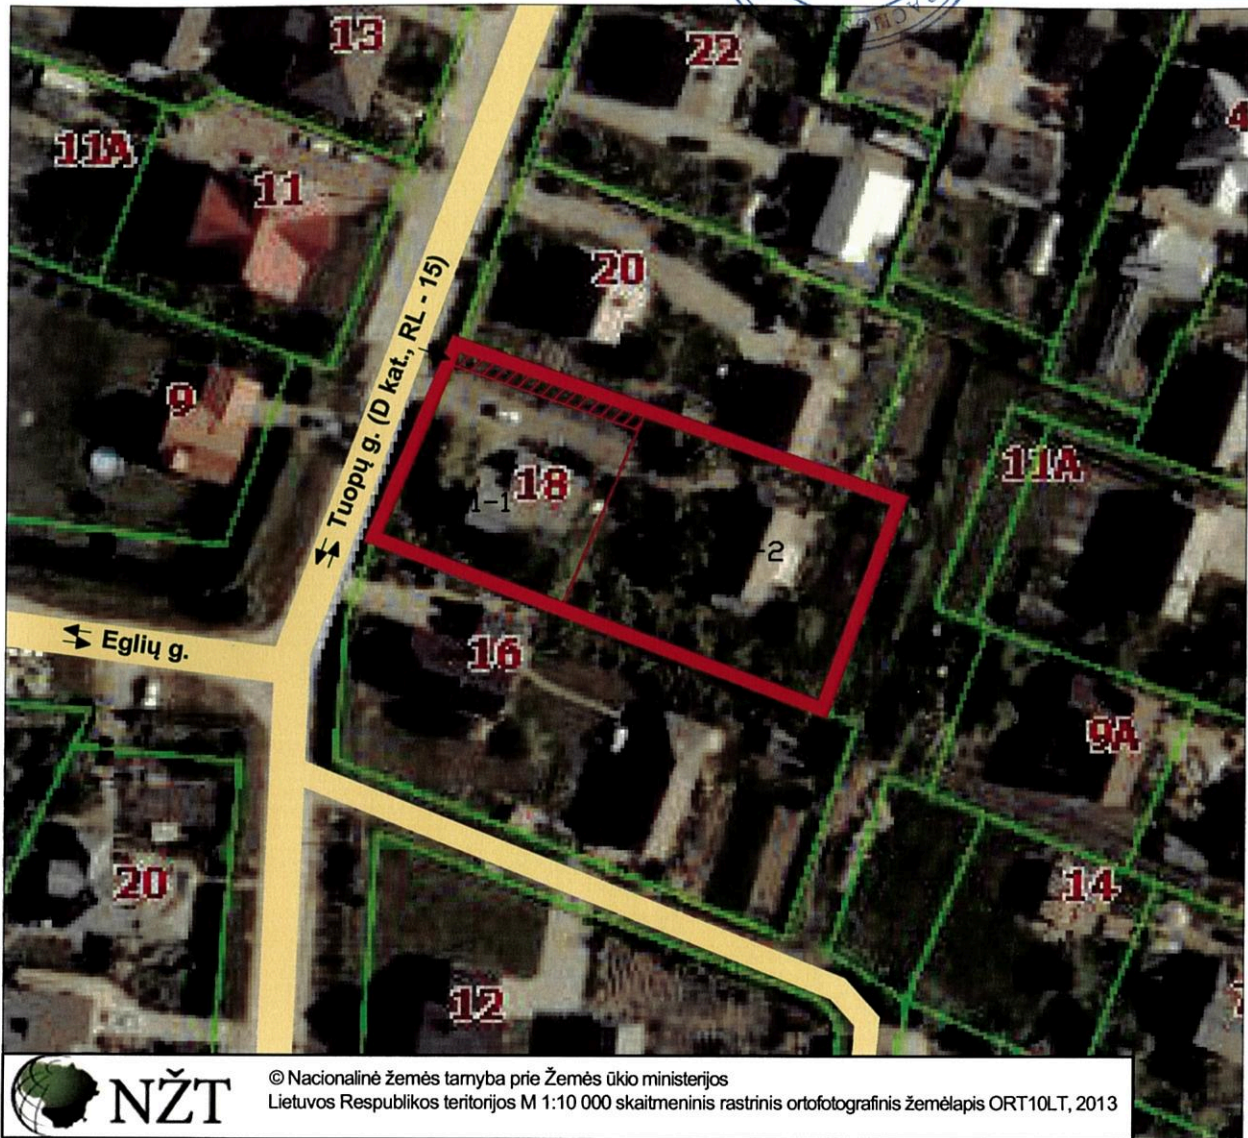 13
22
11A
11
20
Tuopų g. (D kat., RL - 15)
9
18
1-1
-2
11A
Eglių g.
16
9A
20
14
12
NŽT
© Nacionalinė žemės tarnyba prie Žemės ūkio ministerijos
Lietuvos Respublikos teritorijos M 1:10 000 skaitmeninis rastrinis ortofotografinis žemėlapis ORT10LT, 2013